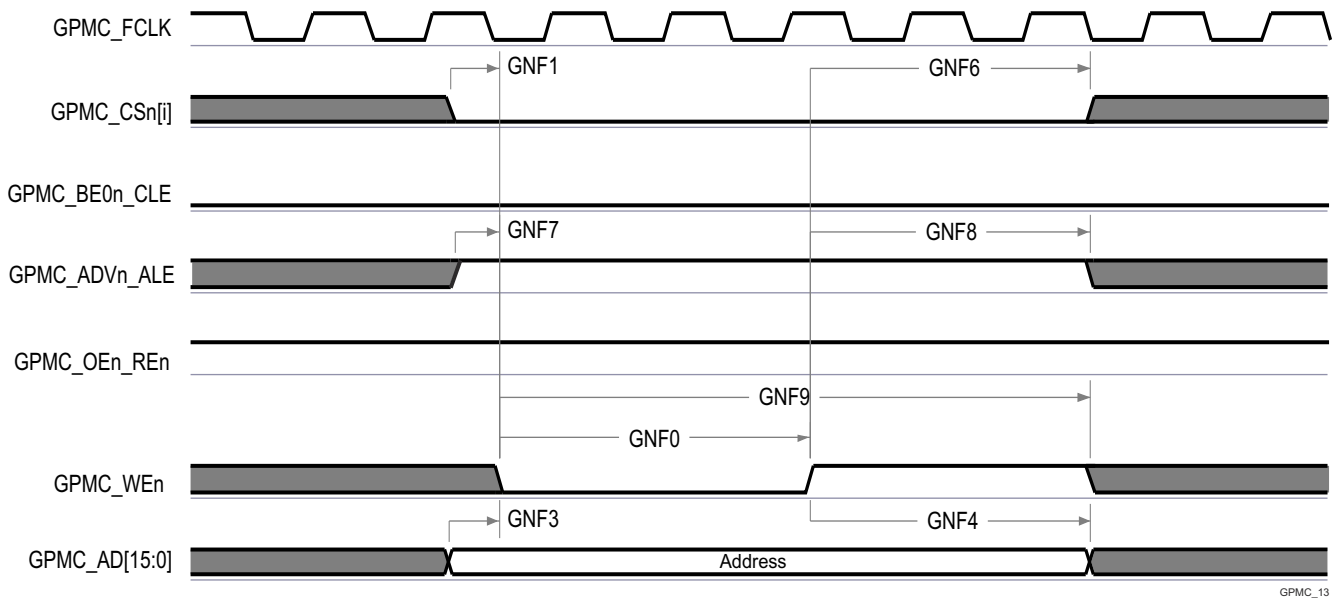 GPMC_FCLK
GNF1
GNF6
GPMC_CSn[i]
GPMC_BE0n_CLE
GNF7
GNF8
GPMC_ADVn_ALE
GPMC_OEn_REn
GNF9
GNF0
GPMC_WEn
GNF3
GNF4
GPMC_AD[15:0]
Address
GPMC_13